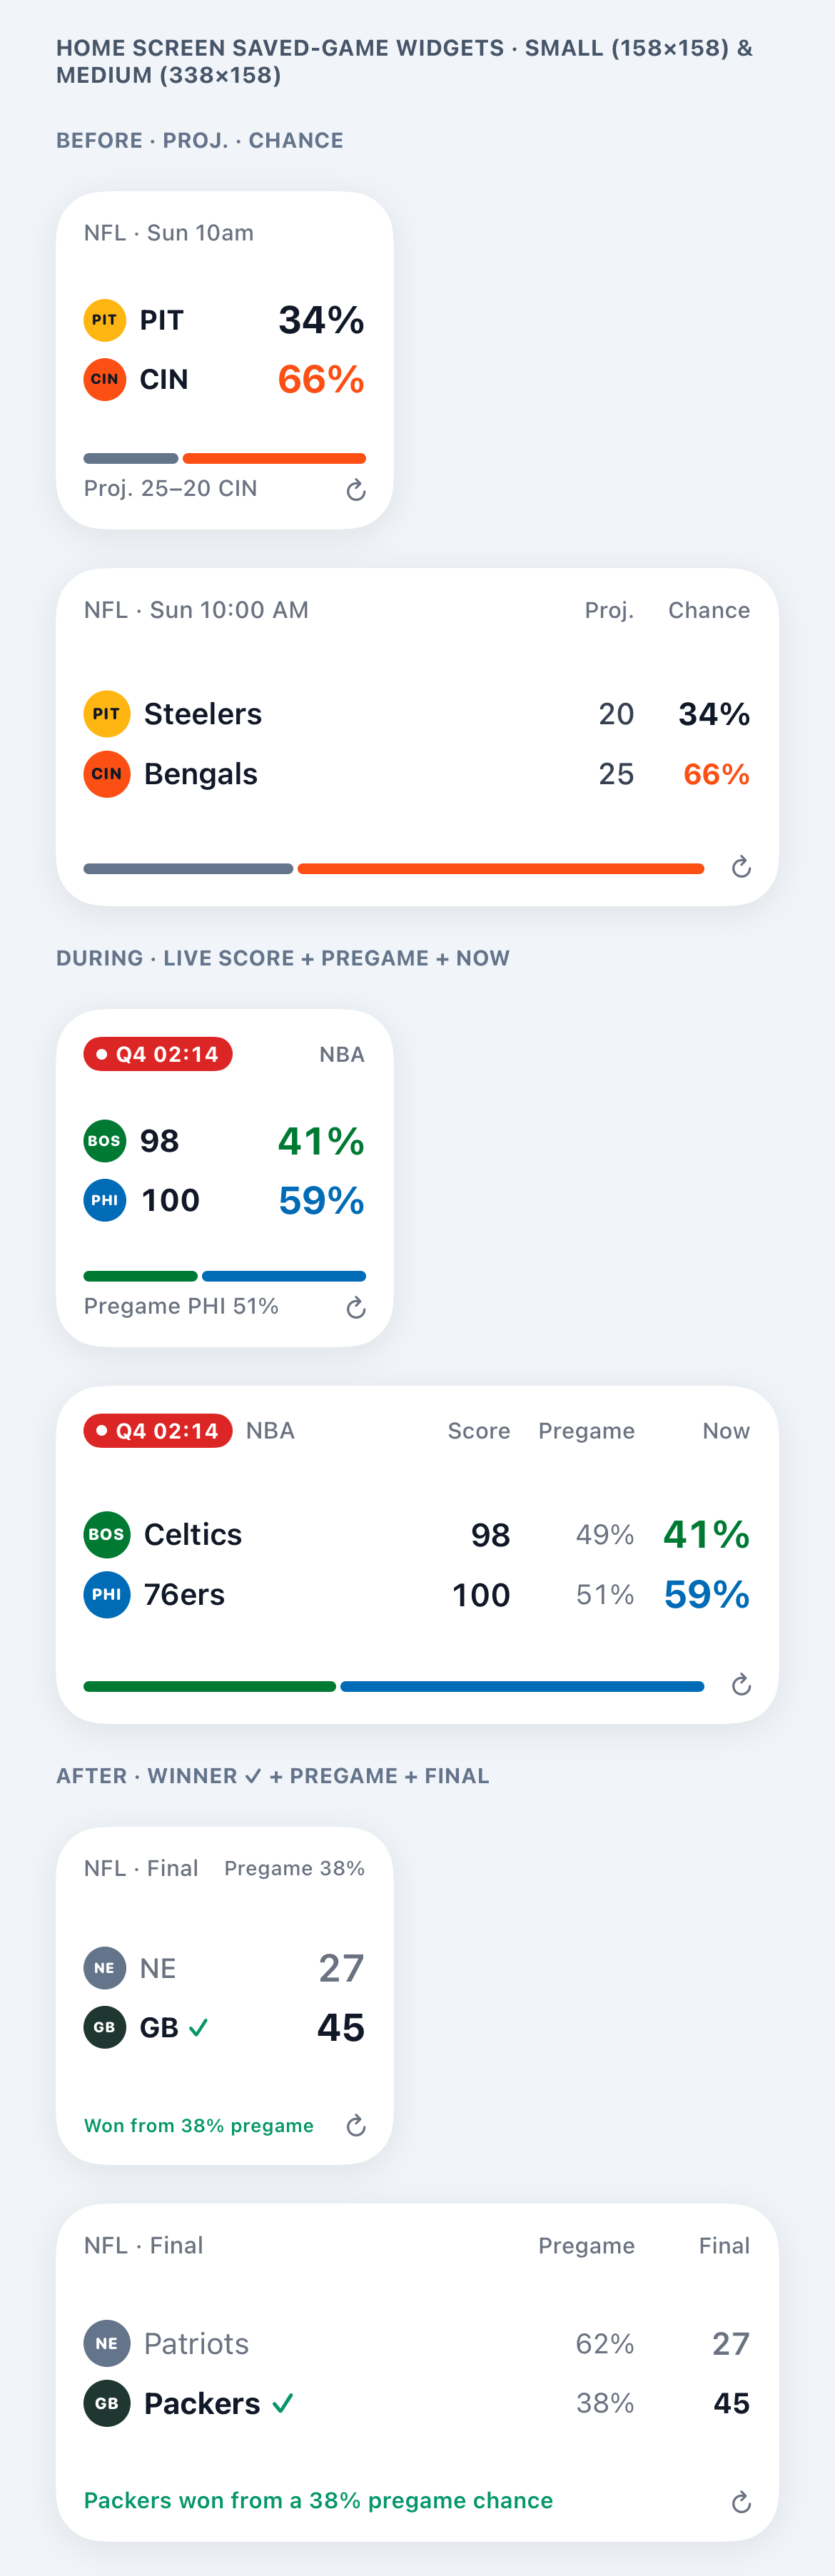 HOME SCREEN SAVED-GAME WIDGETS · SMALL (158×158) &
MEDIUM (338×158)
BEFORE · PROJ. · CHANCE
NFL · Sun 10am
PIT PIT 34%
CIN CIN 66%
Proj. 25–20 CIN
NFL · Sun 10:00 AM Proj. Chance
PIT Steelers 20 34%
CIN Bengals 25 66%
DURING · LIVE SCORE + PREGAME + NOW
Q4 02:14 NBA
BOS 98 41%
PHI 100 59%
Pregame PHI 51%
Q4 02:14 NBA Score Pregame Now
BOS Celtics 98 49% 41%
PHI 76ers 100 51% 59%
AFTER · WINNER ✓ + PREGAME + FINAL
NFL · Final Pregame 38%
NE NE 27
GB GB ✓ 45
Won from 38% pregame
NFL · Final Pregame Final
NE Patriots 62% 27
GB Packers ✓ 38% 45
Packers won from a 38% pregame chance